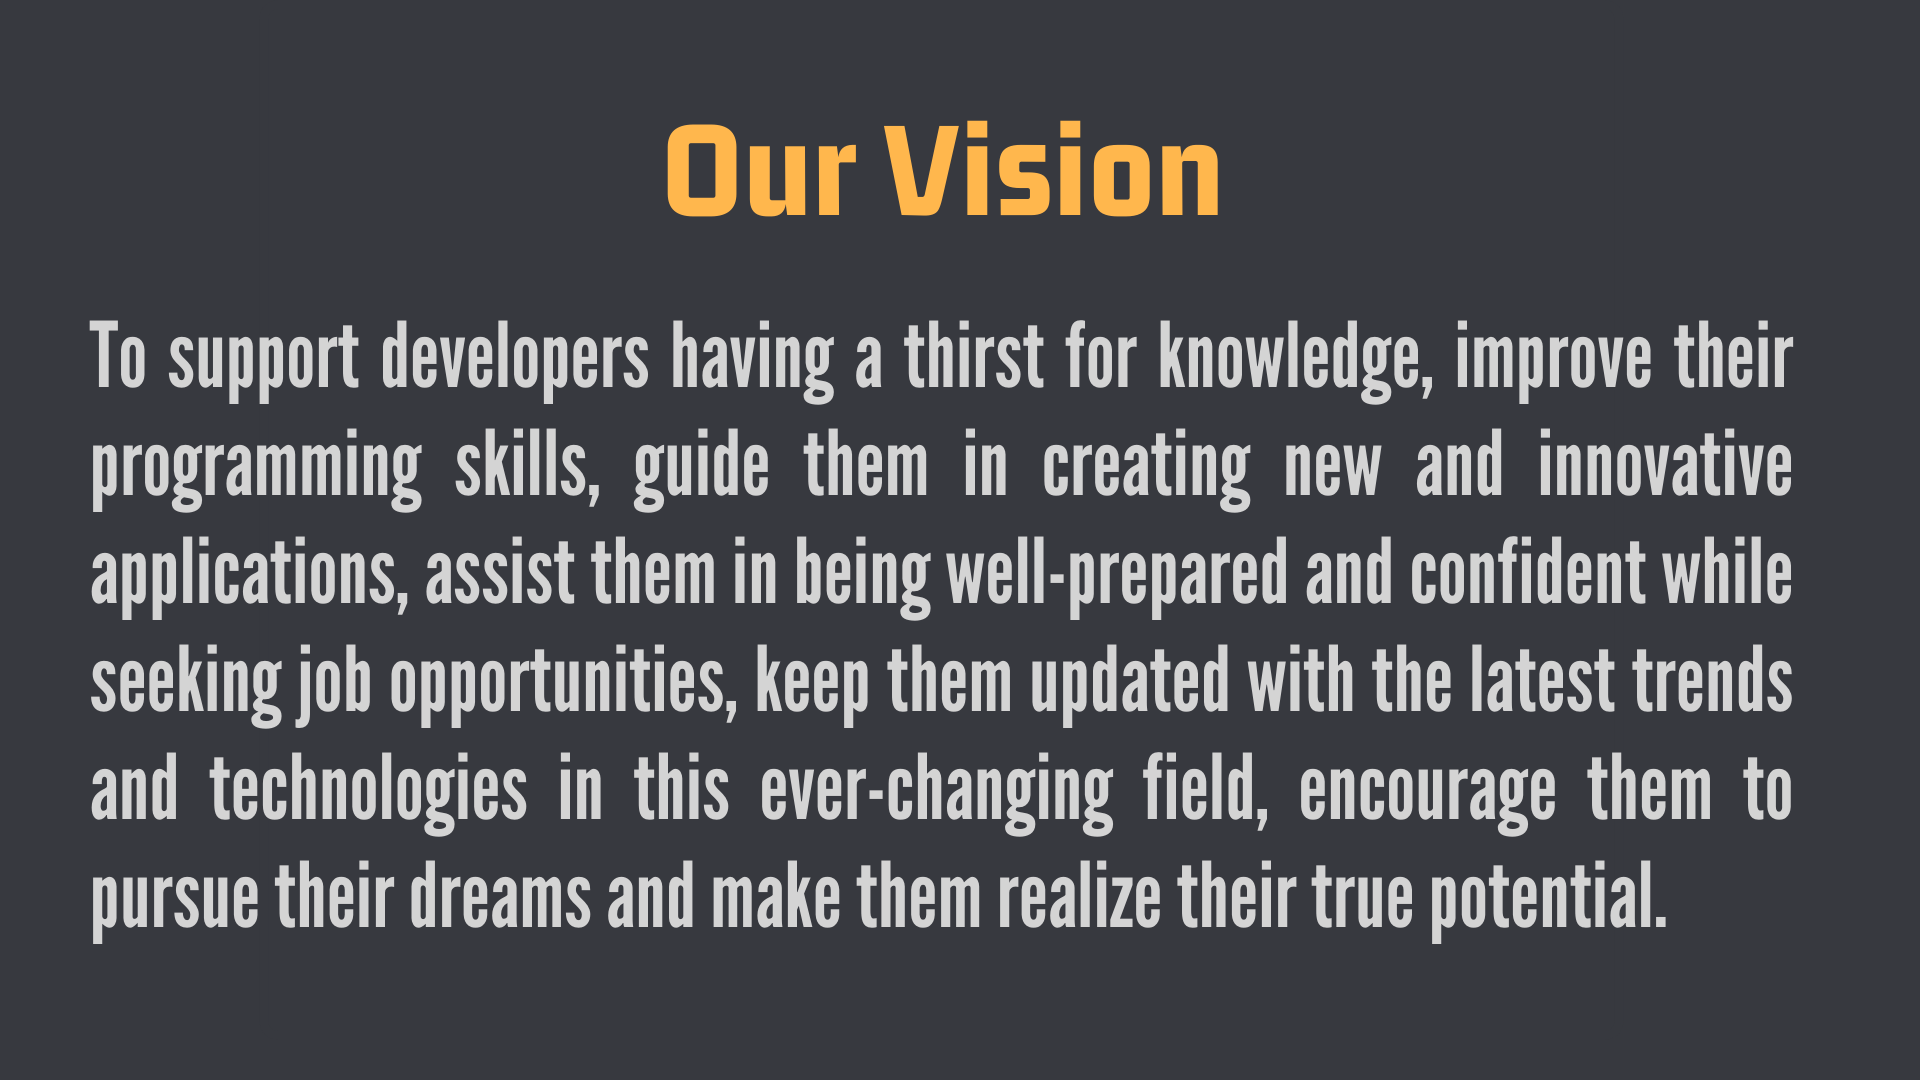 Our Vision
To support developers having a thirst for knowledge, improve their
programming skills, guide them in creating new and innovative
applications, assist them in being well-prepared and confident while
seeking job opportunities, keep them updated with the latest trends
and technologies in this ever-changing field, encourage them to
pursue their dreams and make them realize their true potential.